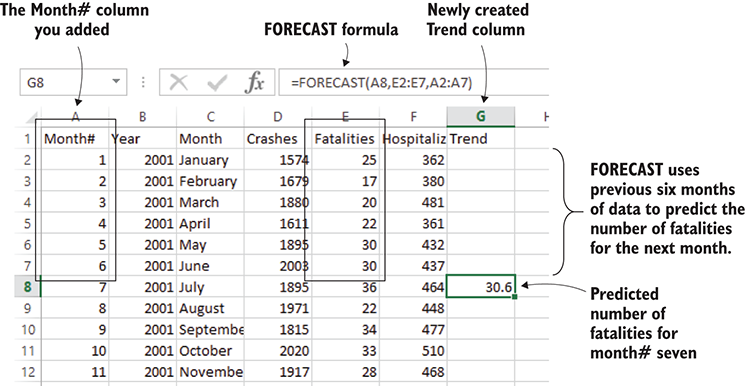 The Month# column
you added
FORECAST formula
Newly created
Trend column
G8 fx =FORECAST(A8,E2:E7,A2:A7)
A B C D E F G H
1 Month# Year Month Crashes Fatalities Hospitaliz Trend
2 1 2001 January 1574 25 362
3 2 2001 February 1679 17 380
4 3 2001 March 1880 20 481
5 4 2001 April 1611 22 361
6 5 2001 May 1895 30 432
7 6 2001 June 2003 30 437
8 7 2001 July 1895 36 464 30.6
9 8 2001 August 1971 22 448
10 9 2001 Septembe 1815 34 477
11 10 2001 October 2020 33 510
12 11 2001 Novembe 1917 28 468
FORECAST uses
previous six months
of data to predict the
number of fatalities
for the next month.
Predicted
number of
fatalities for
month# seven